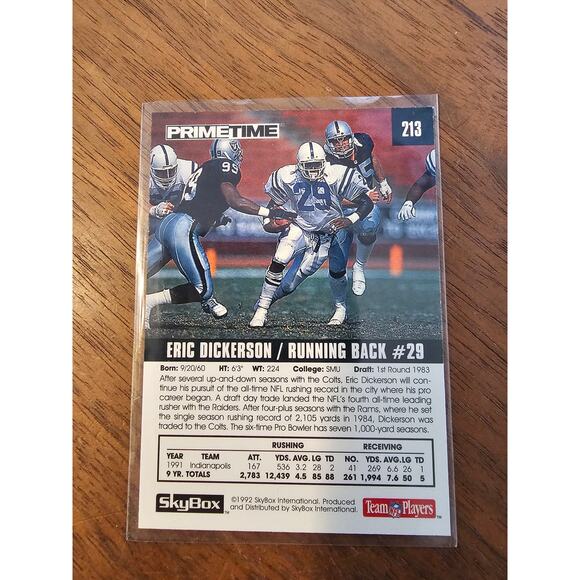 PRIMETIME
213
95
29
ERIC DICKERSON / RUNNING BACK #29
Born: 9/20/60 HT: 6'3" WT: 224 College: SMU Draft: 1st Round 1983
After several up-and-down seasons with the Colts, Eric Dickerson will con-
tinue his pursuit of the all-time NFL rushing record in the city where his pro
career began. A draft day trade landed the NFL's fourth all-time leading
rusher with the Raiders. After four-plus seasons with the Rams, where he set
the single season rushing record of 2,105 yards in 1984, Dickerson was
traded to the Colts. The six-time Pro Bowler has seven 1,000-yard seasons.
RUSHING RECEIVING
YEAR TEAM ATT. YDS. AVG. LG TD NO. YDS. AVG. LG TD
1991 Indianapolis 167 536 3.2 28 2 41 269 6.6 26 1
9 YR. TOTALS 2,783 12,439 4.5 85 88 261 1,994 7.6 50 5
SkyBox™
©1992 SkyBox International. Produced
and Distributed by SkyBox International.
Team NFL Players™